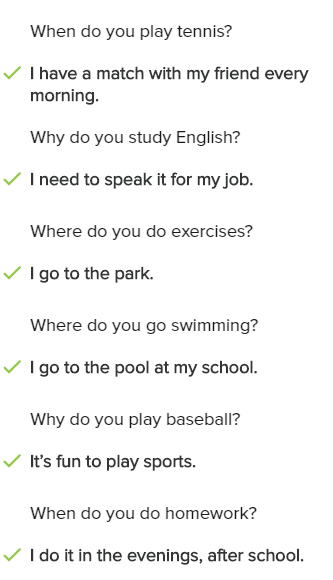 When do you play tennis?
I have a match with my friend every
morning.
Why do you study English?
I need to speak it for my job.
Where do you do exercises?
I go to the park.
Where do you go swimming?
I go to the pool at my school.
Why do you play baseball?
It’s fun to play sports.
When do you do homework?
I do it in the evenings, after school.